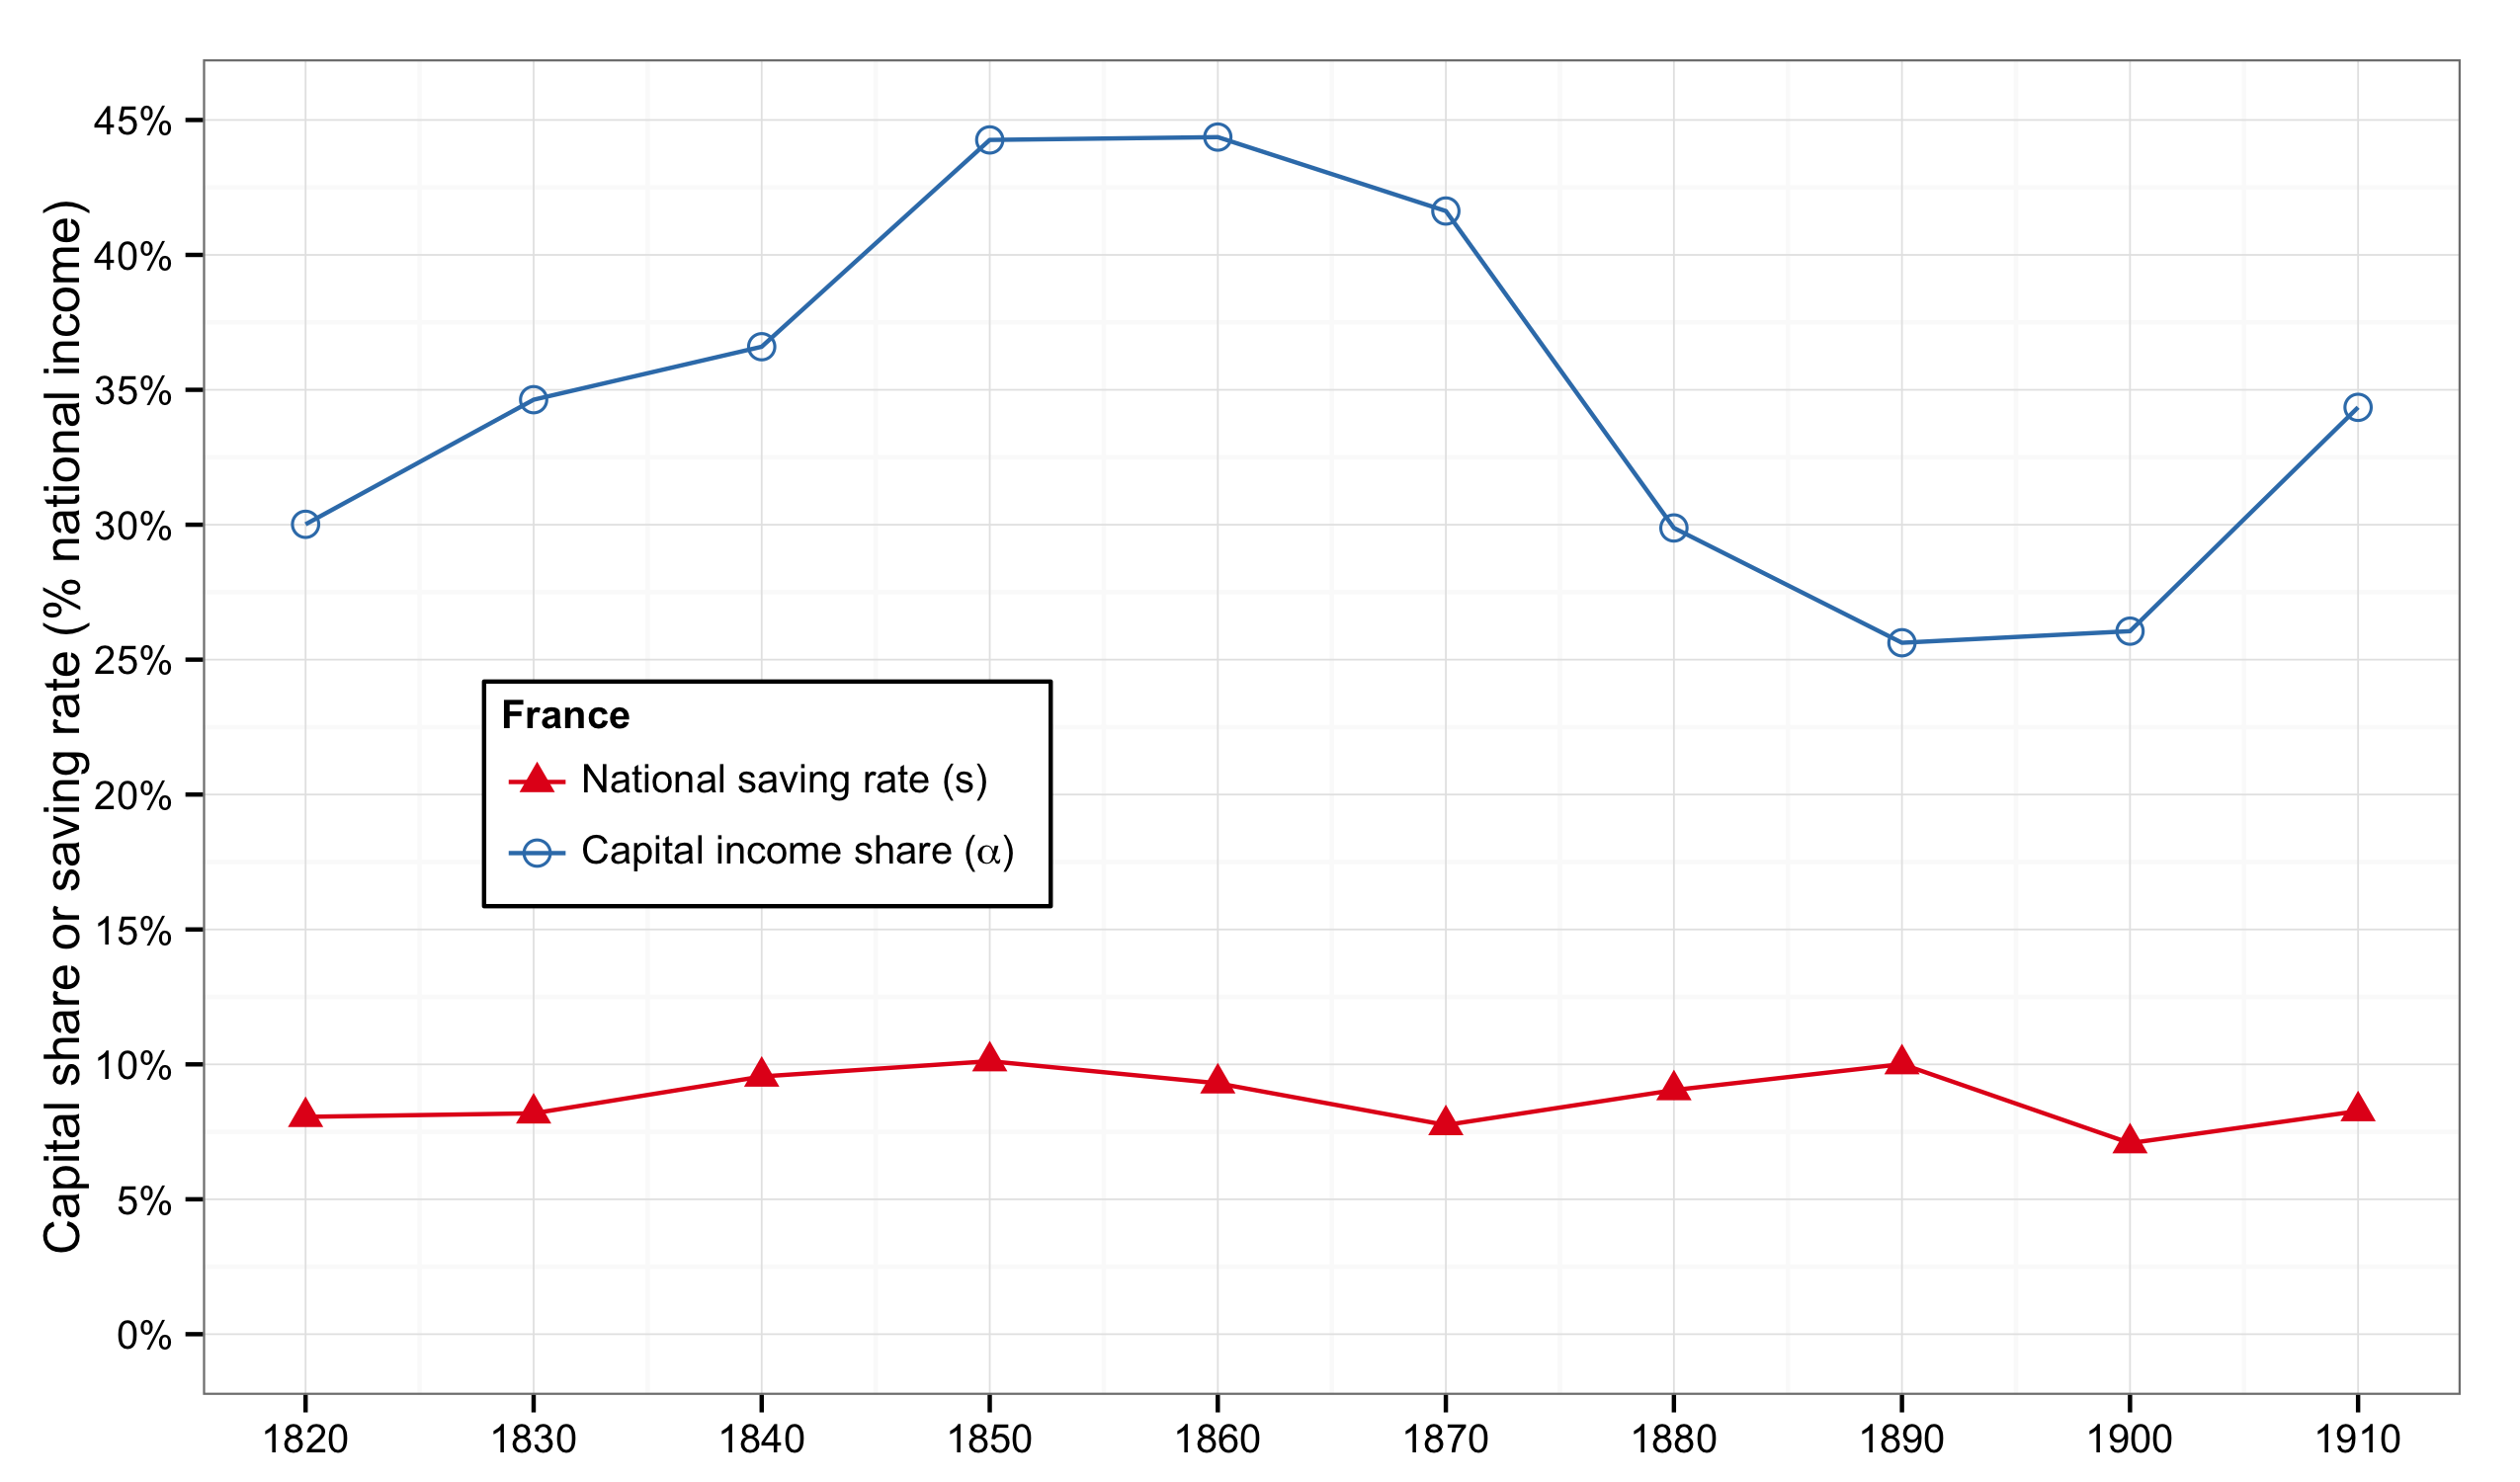 Capital share or saving rate (% national income)
45%
40%
35%
30%
25%
20%
15%
10%
5%
0%
France
National saving rate (s)
Capital income share (α)
1820 1830 1840 1850 1860 1870 1880 1890 1900 1910